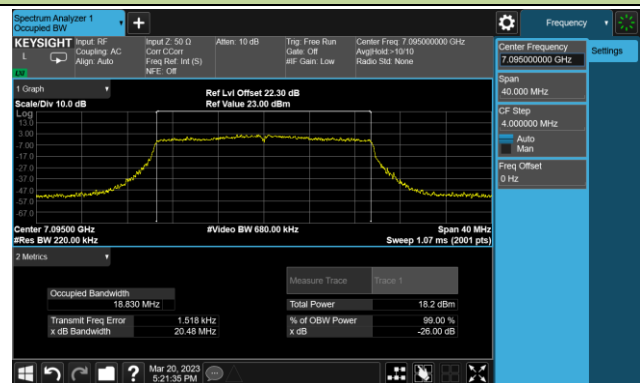 Spectrum Analyzer 1
Occupied BW
Frequency
KEYSIGHT
L
Input: RF
Coupling: AC
Align: Auto
Input Z: 50 Ω
Corr CCorr
Freq Ref: Int (S)
NFE: Off
Atten: 10 dB
Trig: Free Run
Gate: Off
#IF Gain: Low
Center Freq: 7.095000000 GHz
Avg|Hold:>10/10
Radio Std: None
Center Frequency
7.095000000 GHz
Settings
Span
40.000 MHz
CF Step
4.000000 MHz
Auto
Man
Freq Offset
0 Hz
1 Graph
Scale/Div 10.0 dB
Ref Lvl Offset 22.30 dB
Ref Value 23.00 dBm
Log
13.0
3.00
-7.00
-17.0
-27.0
-37.0
-47.0
-57.0
-67.0
Center 7.09500 GHz
#Video BW 680.00 kHz
Span 40 MHz
#Res BW 220.00 kHz
Sweep 1.07 ms (2001 pts)
2 Metrics
Measure Trace
Trace 1
Occupied Bandwidth
18.830 MHz
Total Power
18.2 dBm
Transmit Freq Error
1.518 kHz
% of OBW Power
99.00 %
x dB Bandwidth
20.48 MHz
x dB
-26.00 dB
Mar 20, 2023
5:21:35 PM